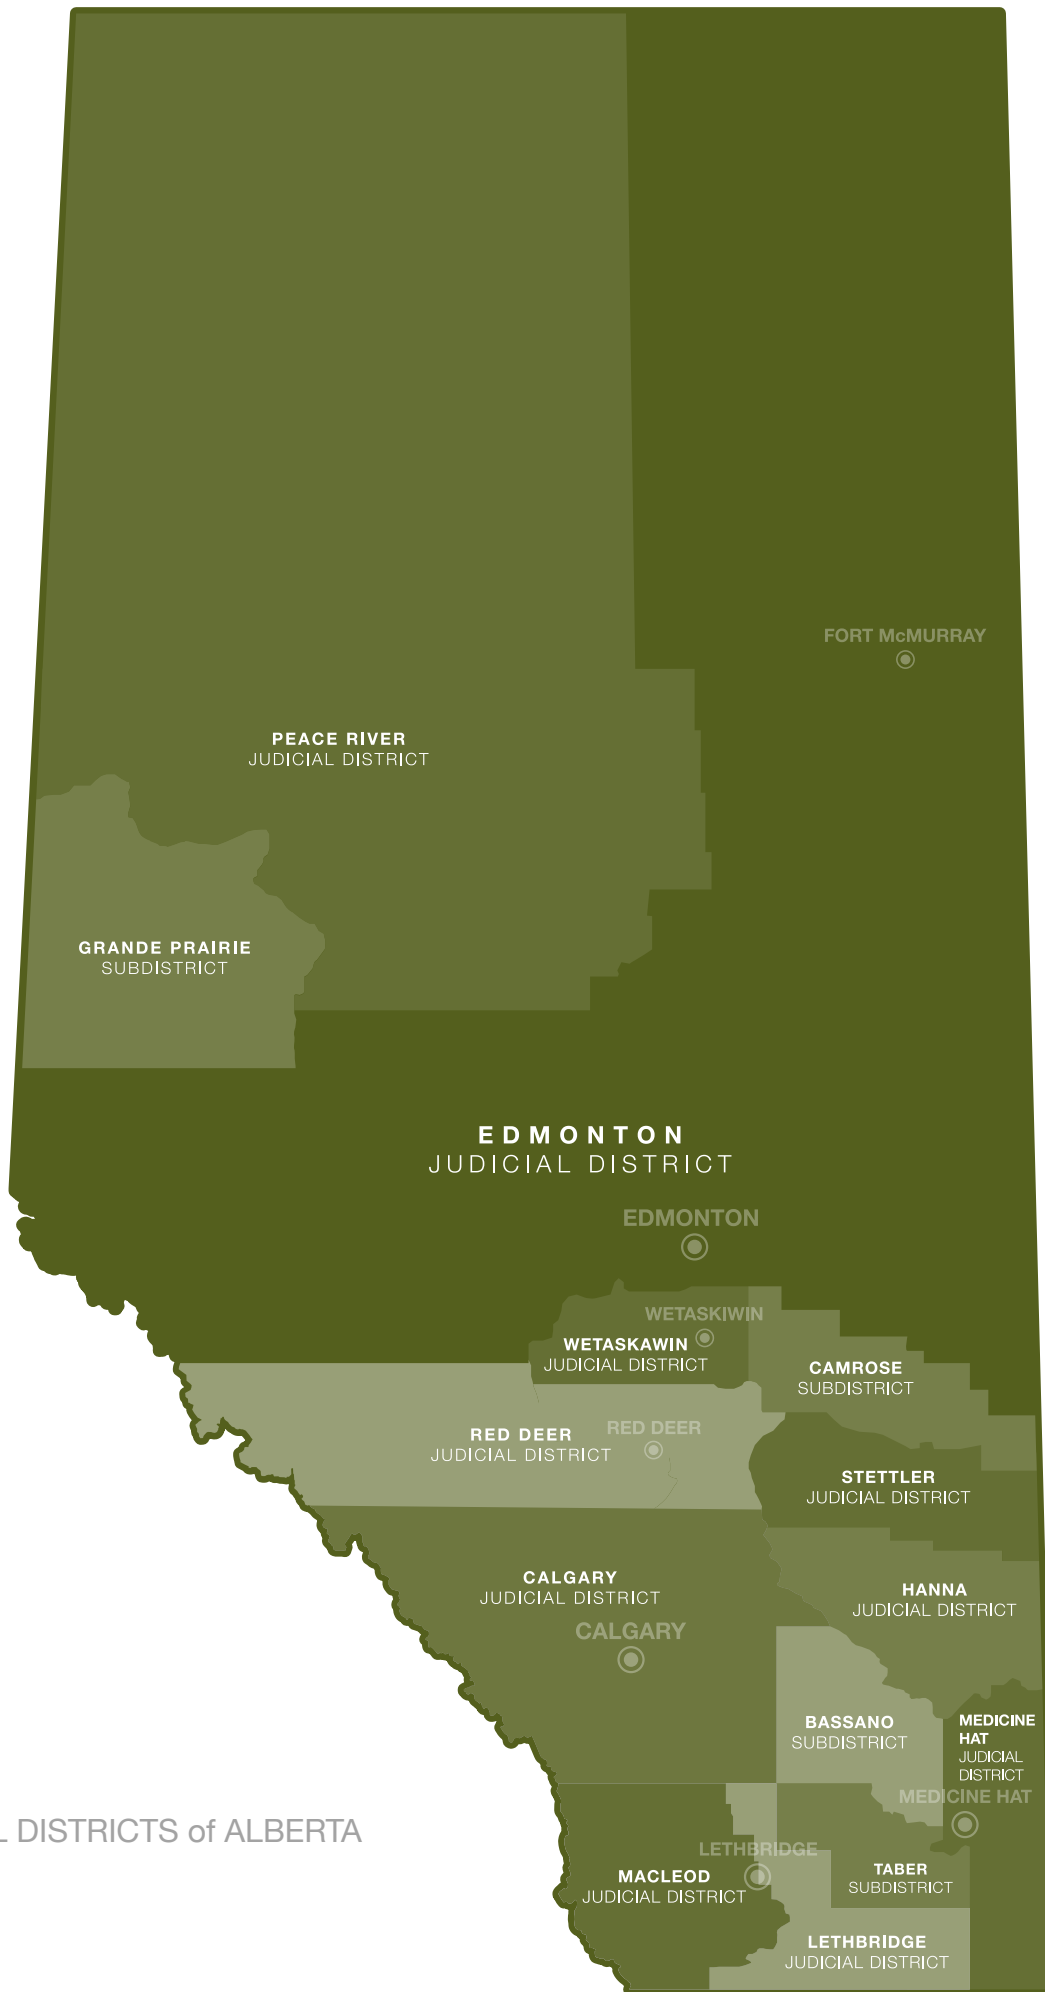 FORT McMURRAY
PEACE RIVER
JUDICIAL DISTRICT
GRANDE PRAIRIE
SUBDISTRICT
EDMONTON
JUDICIAL DISTRICT
EDMONTON
WETASKIWIN
WETASKAWIN
JUDICIAL DISTRICT
CAMROSE
SUBDISTRICT
RED DEER
RED DEER
JUDICIAL DISTRICT
STETTLER
JUDICIAL DISTRICT
CALGARY
JUDICIAL DISTRICT
HANNA
JUDICIAL DISTRICT
CALGARY
BASSANO
SUBDISTRICT
MEDICINE
HAT
JUDICIAL
DISTRICT
MEDICINE HAT
L DISTRICTS of ALBERTA
LETHBRIDGE
MACLEOD
JUDICIAL DISTRICT
TABER
SUBDISTRICT
LETHBRIDGE
JUDICIAL DISTRICT